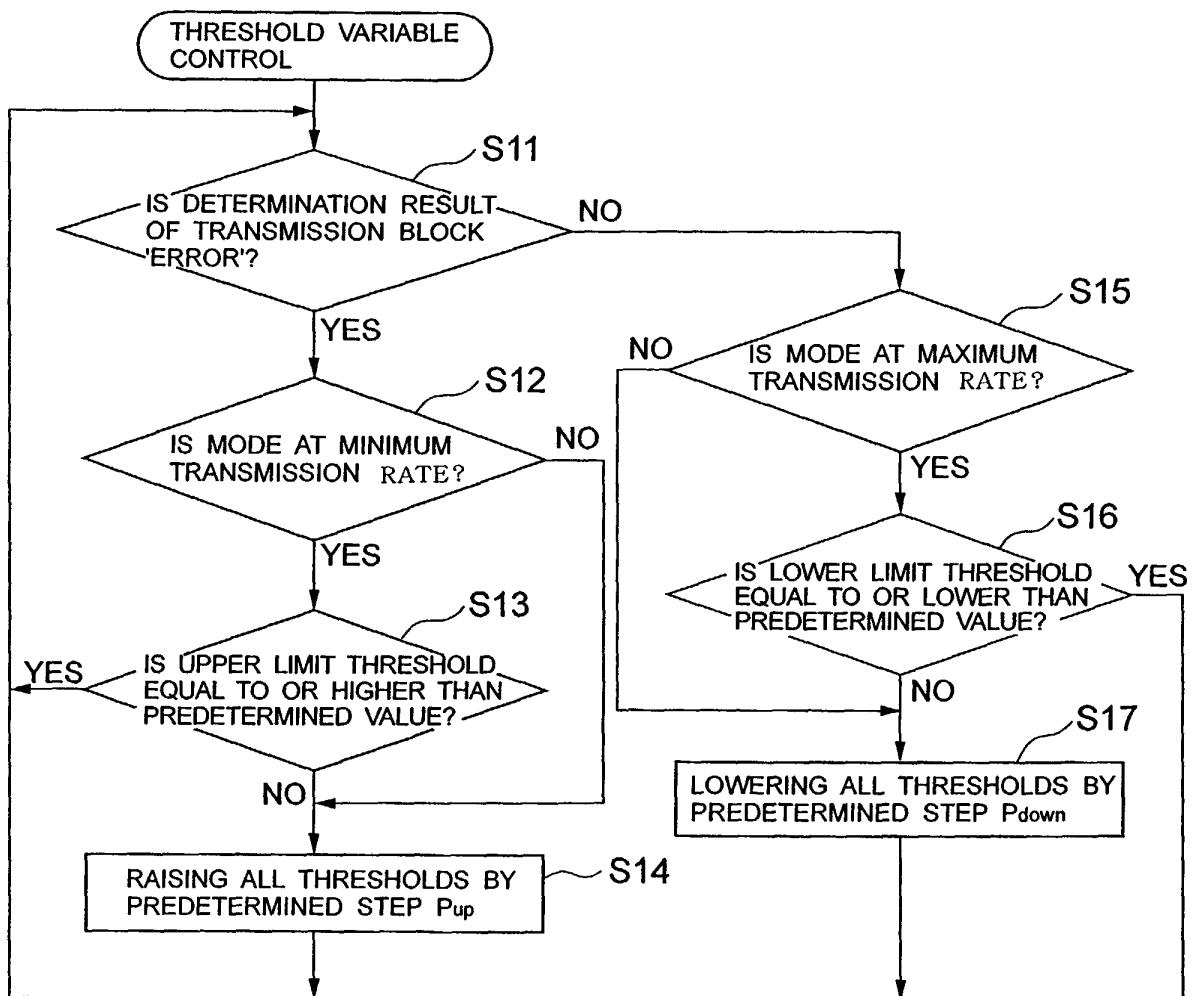 THRESHOLD VARIABLE
CONTROL
S11
IS DETERMINATION RESULT
OF TRANSMISSION BLOCK
'ERROR'?
NO
YES
S12
IS MODE AT MINIMUM
TRANSMISSION RATE?
NO
YES
S13
IS UPPER LIMIT THRESHOLD
EQUAL TO OR HIGHER THAN
PREDETERMINED VALUE?
YES
NO
S14
RAISING ALL THRESHOLDS BY
PREDETERMINED STEP Pup
S15
IS MODE AT MAXIMUM
TRANSMISSION RATE?
NO
YES
S16
IS LOWER LIMIT THRESHOLD
EQUAL TO OR LOWER THAN
PREDETERMINED VALUE?
YES
NO
S17
LOWERING ALL THRESHOLDS BY
PREDETERMINED STEP Pdown